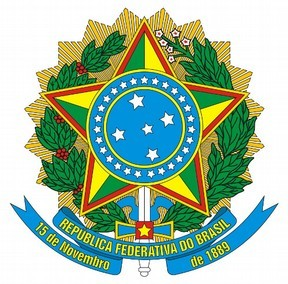 REPÚBLICA FEDERATIVA DO BRASIL
15 de Novembro
de 1889